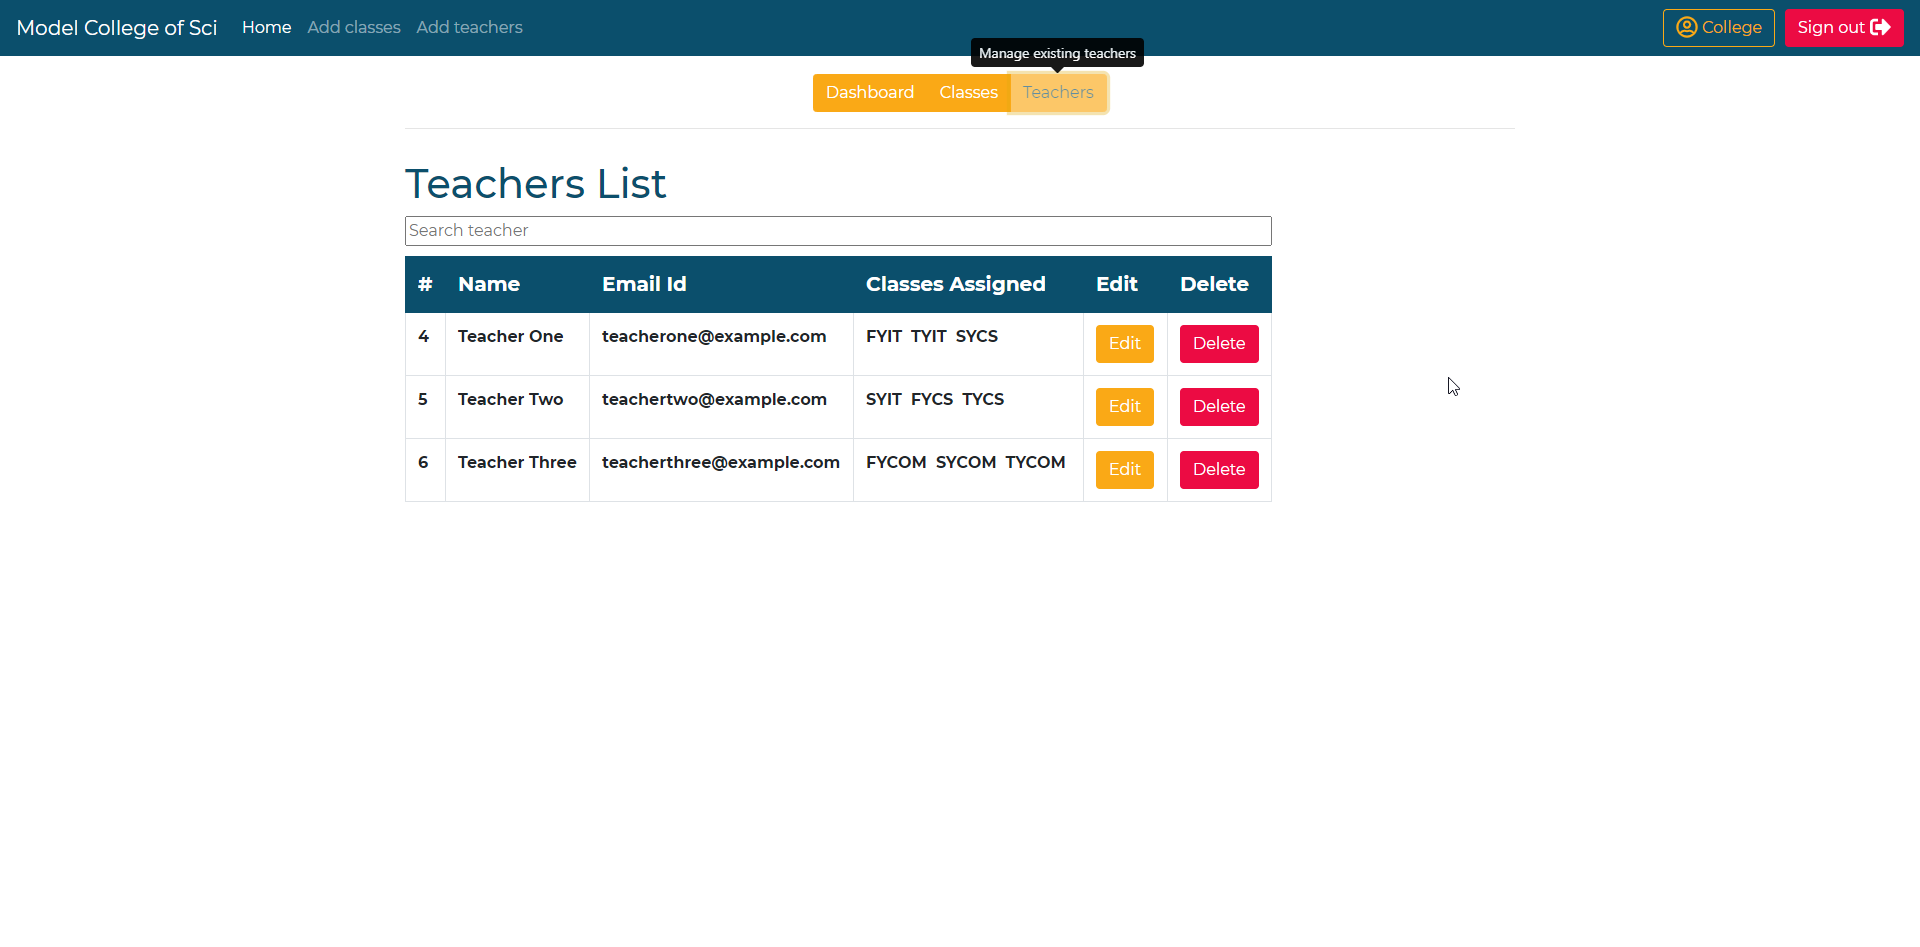 Model College of Sci Home Add classes Add teachers College Sign out
Manage existing teachers
Dashboard Classes Teachers
Teachers List
Search teacher
# Name Email Id Classes Assigned Edit Delete
4 Teacher One teacherone@example.com FYIT TYIT SYCS Edit Delete
5 Teacher Two teachertwo@example.com SYIT FYCS TYCS Edit Delete
6 Teacher Three teacherthree@example.com FYCOM SYCOM TYCOM Edit Delete